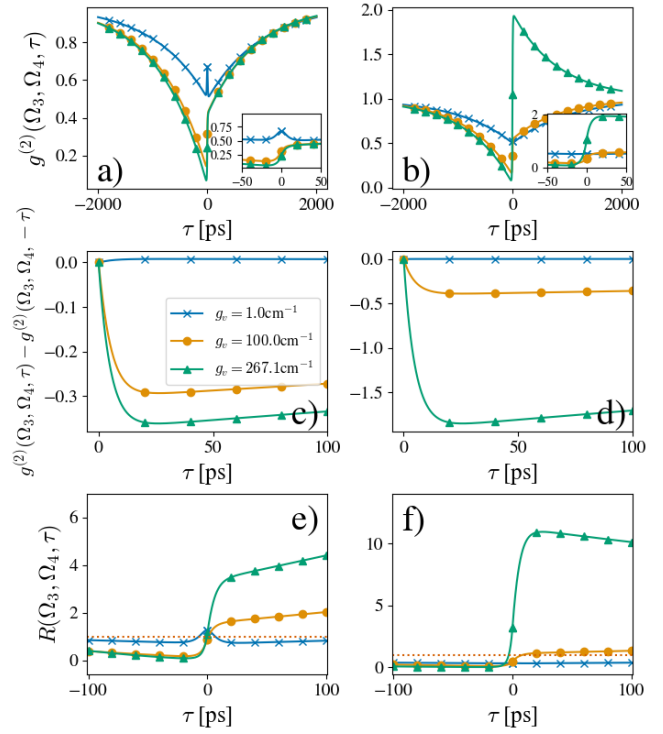 g^{(2)}(Ω_3, Ω_4, τ)
0.8
0.6
0.4
0.2
a)
0.75
0.50
0.25
−50 0 50
−2000 0 2000
τ [ps]
2.0
1.5
1.0
0.5
0.0
b)
2
0
−50 0 50
−2000 0 2000
τ [ps]
g^{(2)}(Ω_3, Ω_4, τ) − g^{(2)}(Ω_3, Ω_4, −τ)
0.0
−0.1
−0.2
−0.3
g_v = 1.0cm^{−1}
g_v = 100.0cm^{−1}
g_v = 267.1cm^{−1}
c)
0 50 100
τ [ps]
0.0
−0.5
−1.0
−1.5
d)
0 50 100
τ [ps]
R(Ω_3, Ω_4, τ)
6
4
2
0
e)
−100 0 100
τ [ps]
10
5
0
f)
−100 0 100
τ [ps]